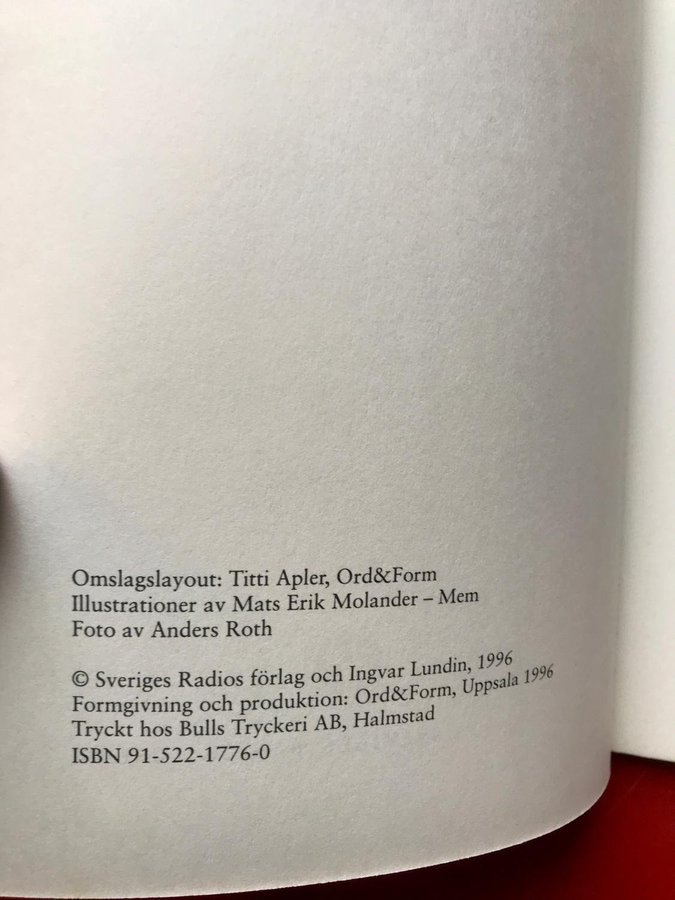 Omslagslayout: Titti Apler, Ord&Form
Illustrationer av Mats Erik Molander – Mem
Foto av Anders Roth
© Sveriges Radios förlag och Ingvar Lundin, 1996
Formgivning och produktion: Ord&Form, Uppsala 1996
Tryckt hos Bulls Tryckeri AB, Halmstad
ISBN 91-522-1776-0